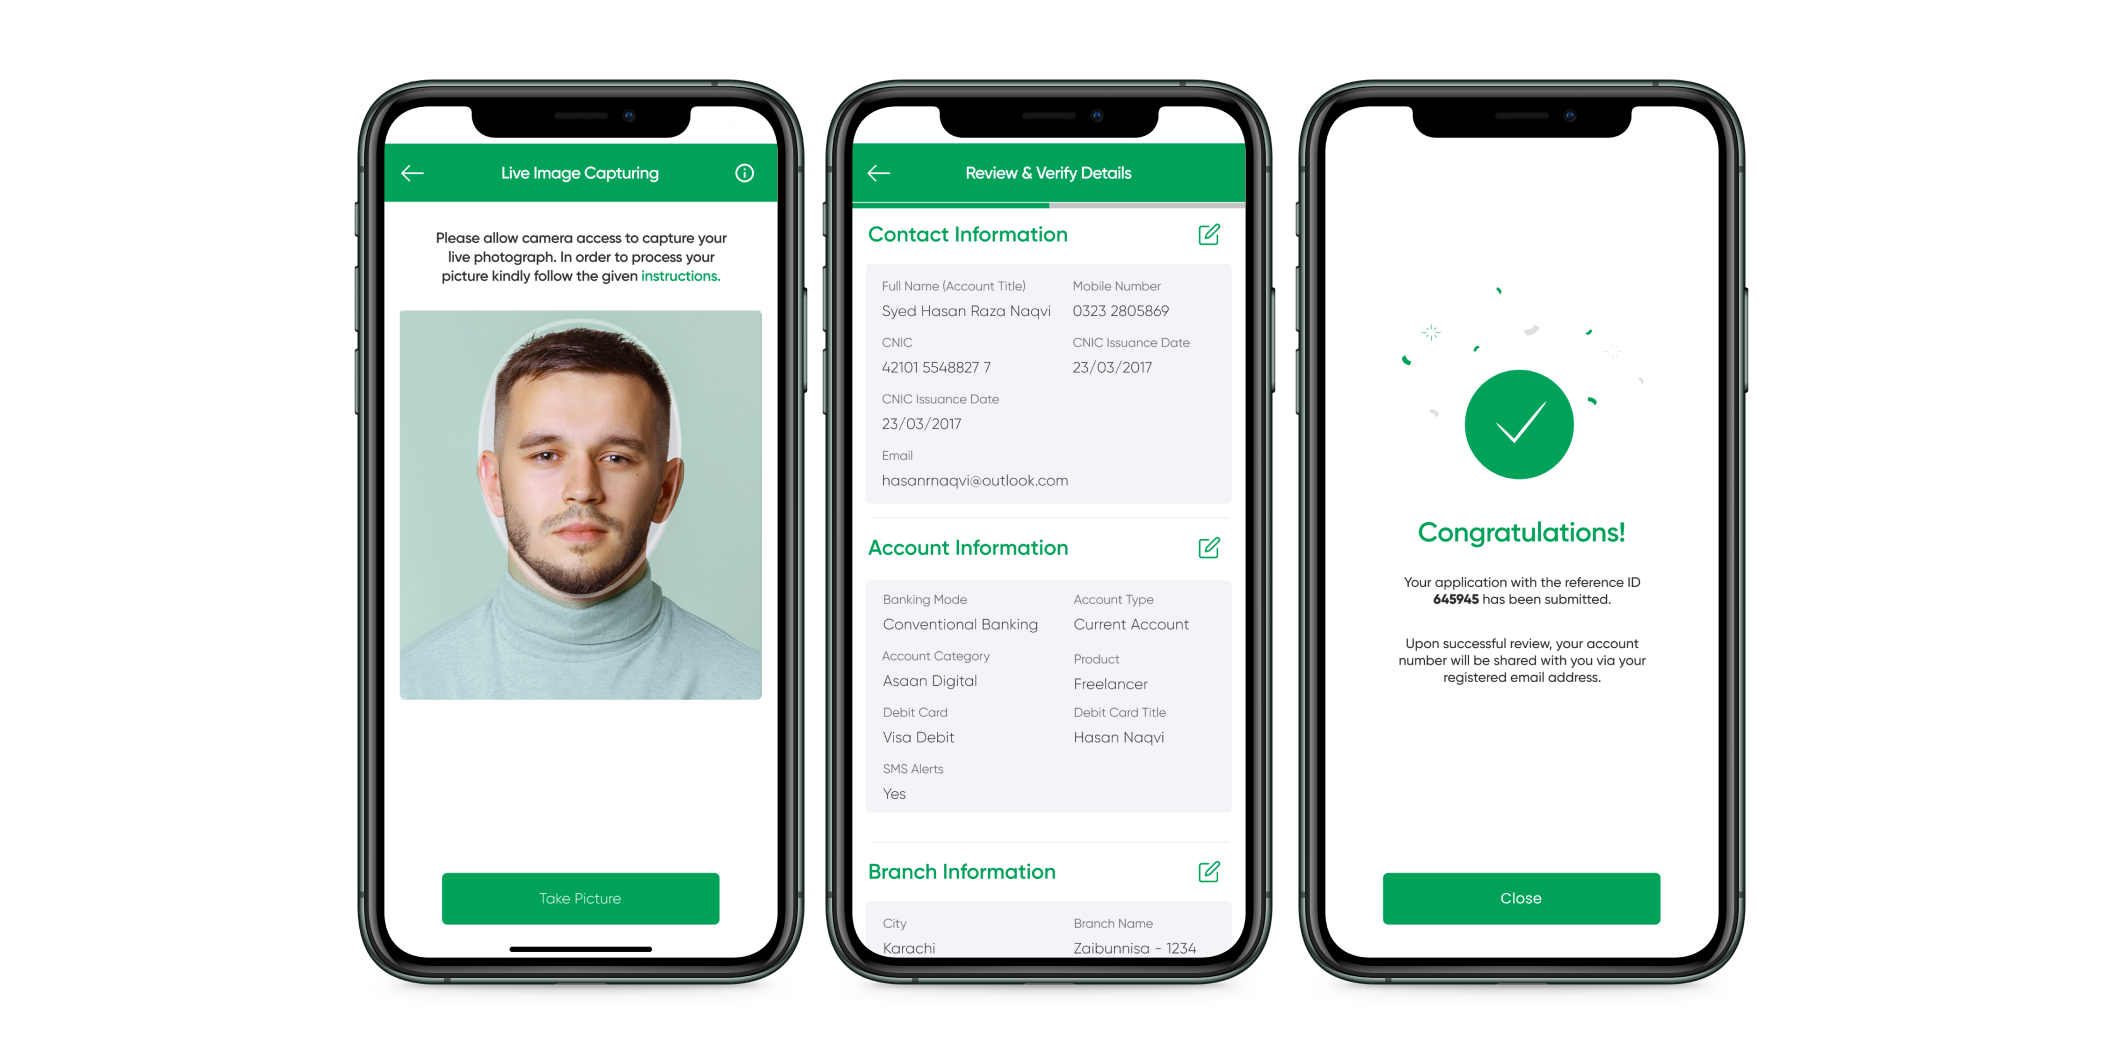 Live Image Capturing
Please allow camera access to capture your
live photograph. In order to process your
picture kindly follow the given instructions.
Take Picture
Review & Verify Details
Contact Information
Full Name (Account Title)
Syed Hasan Raza Naqvi
Mobile Number
0323 2805869
CNIC
42101 5548827 7
CNIC Issuance Date
23/03/2017
CNIC Issuance Date
23/03/2017
Email
hasanrnaqvi@outlook.com
Account Information
Banking Mode
Conventional Banking
Account Type
Current Account
Account Category
Asaan Digital
Product
Freelancer
Debit Card
Visa Debit
Debit Card Title
Hasan Naqvi
SMS Alerts
Yes
Branch Information
City
Karachi
Branch Name
Zaibunnisa - 1234
Congratulations!
Your application with the reference ID
645945 has been submitted.
Upon successful review, your account
number will be shared with you via your
registered email address.
Close